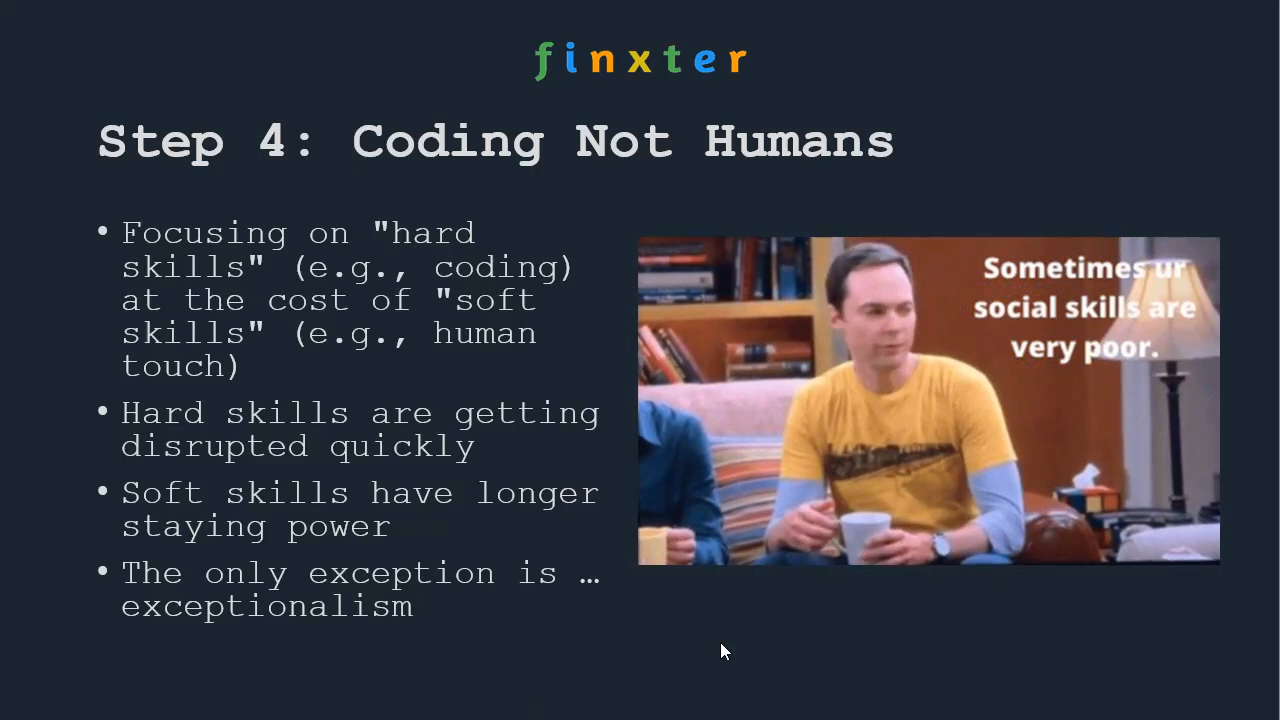 finxter
Step 4: Coding Not Humans
• Focusing on "hard
skills" (e.g., coding)
at the cost of "soft
skills" (e.g., human
touch)
• Hard skills are getting
disrupted quickly
• Soft skills have longer
staying power
• The only exception is …
exceptionalism
Sometimes ur
social skills are
very poor.